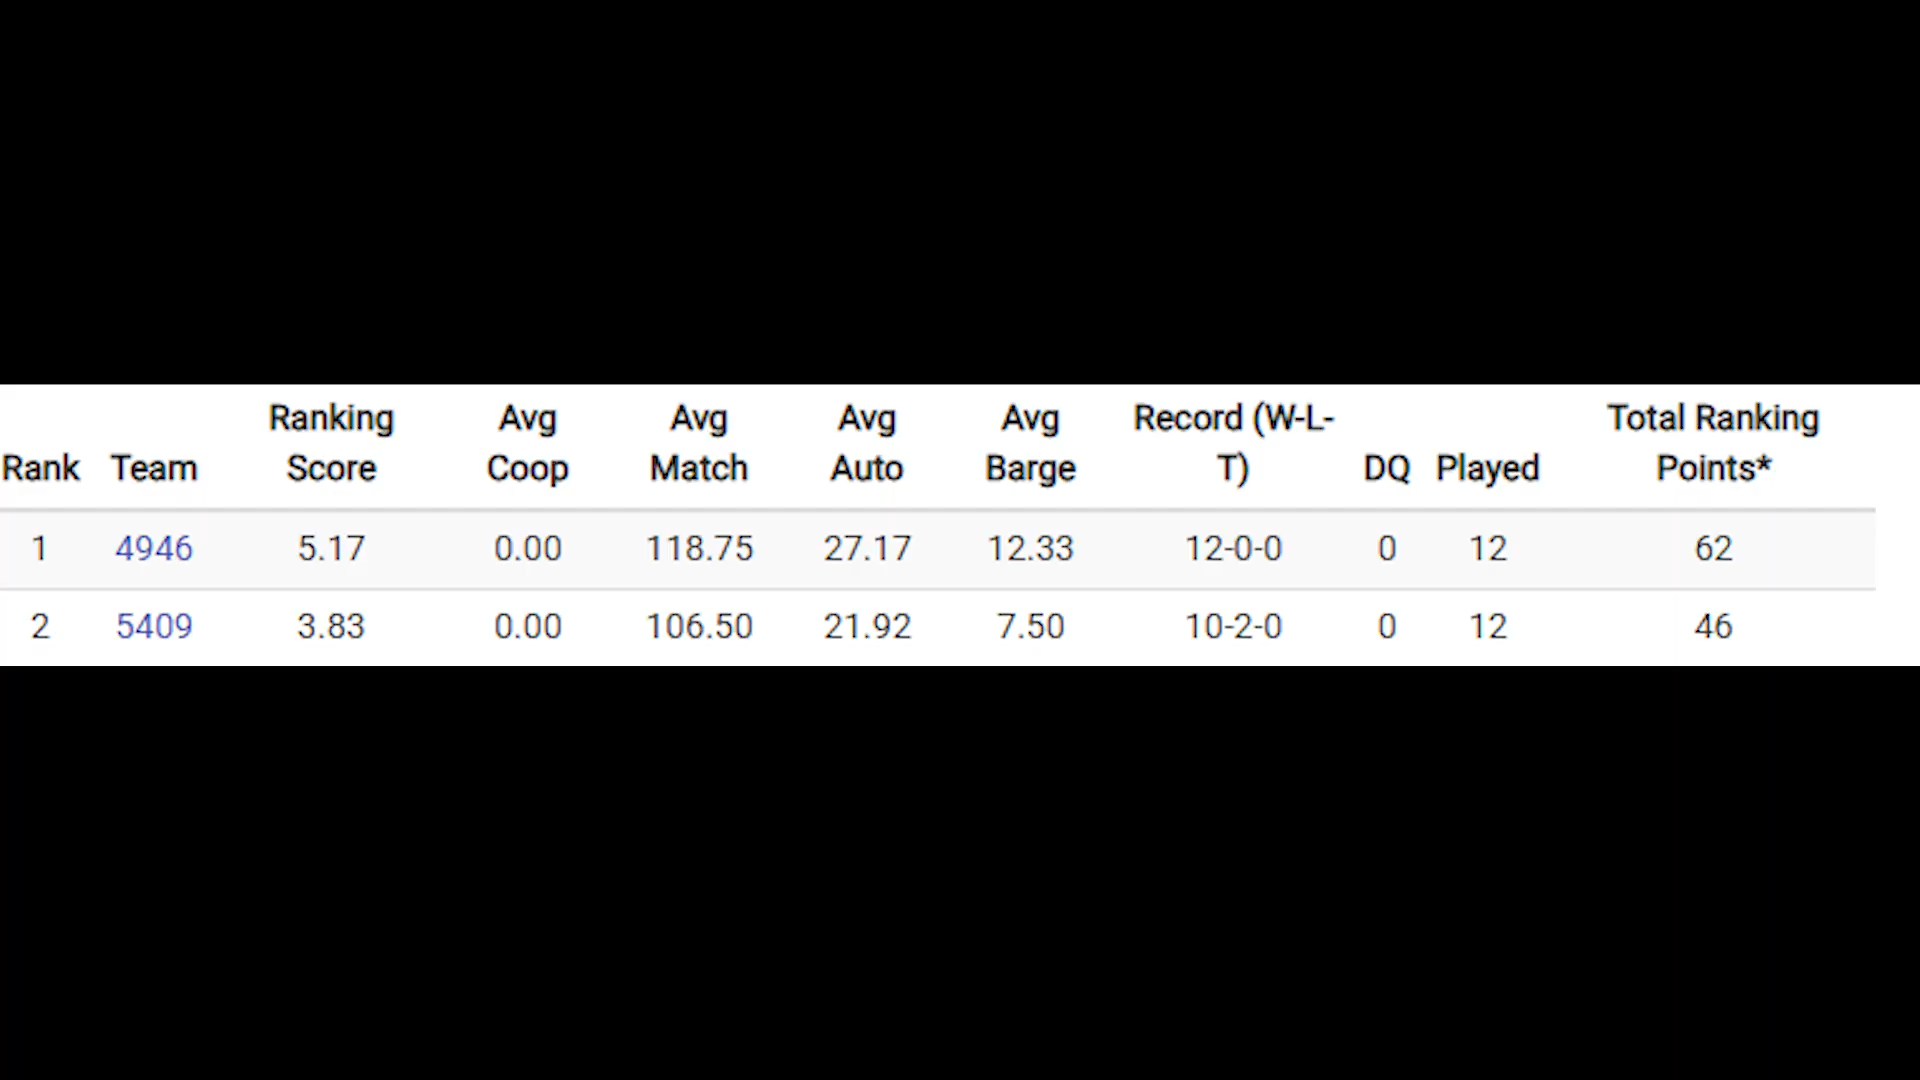 Rank Team Ranking Score Avg Coop Avg Match Avg Auto Avg Barge Record (W-L-T) DQ Played Total Ranking Points*
1 4946 5.17 0.00 118.75 27.17 12.33 12-0-0 0 12 62
2 5409 3.83 0.00 106.50 21.92 7.50 10-2-0 0 12 46